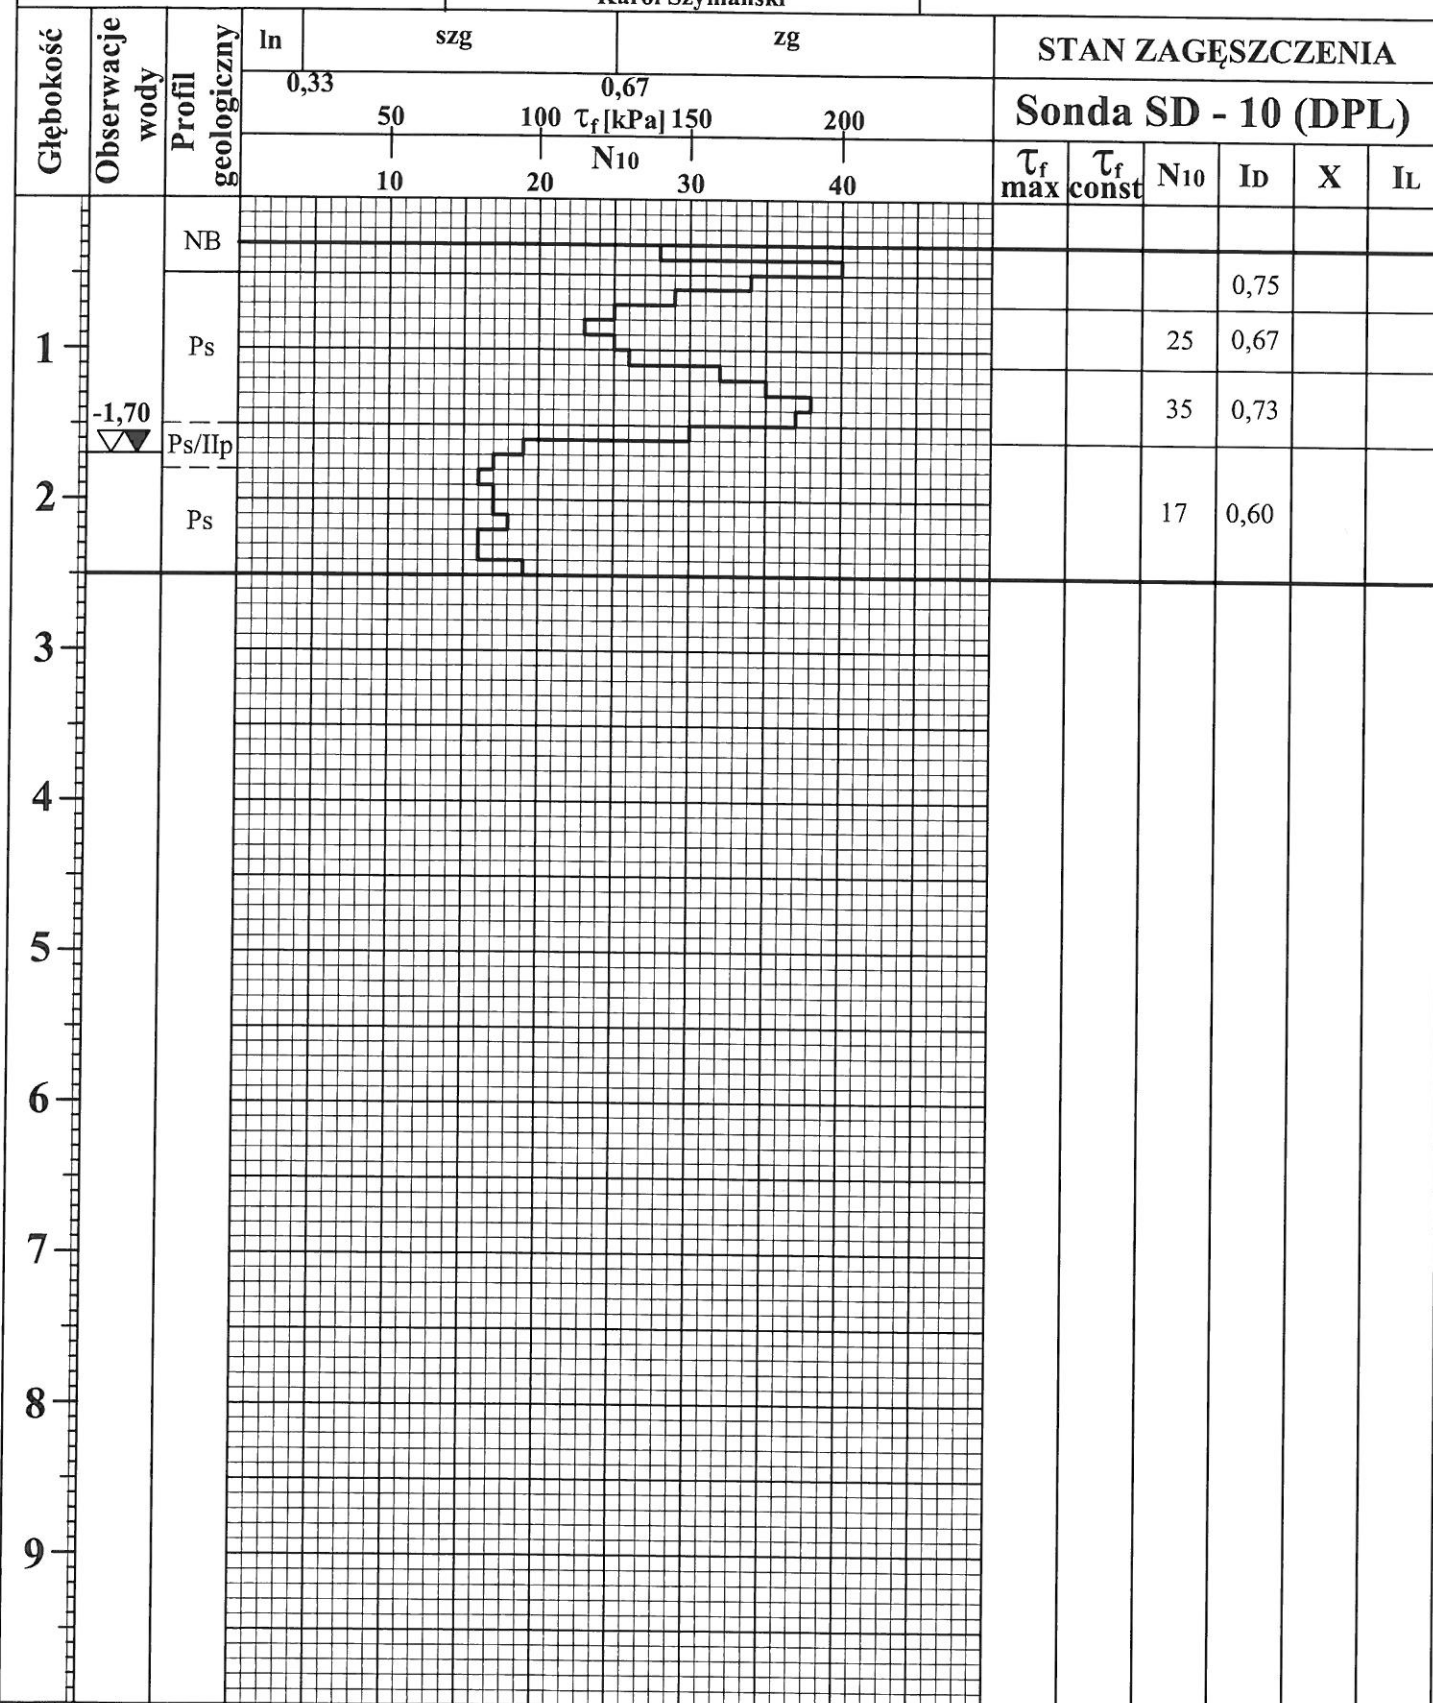 Karol Szymański
Głębokość
Obserwacje wody
Profil geologiczny
ln szg zg
0,33 0,67
50 100 τf [kPa] 150 200
N10
10 20 30 40
STAN ZAGĘSZCZENIA
Sonda SD - 10 (DPL)
τf max τf const N10 ID X IL
NB
0,75
1 Ps 25 0,67
-1,70 35 0,73
Ps/IIp
2 Ps 17 0,60
3
4
5
6
7
8
9